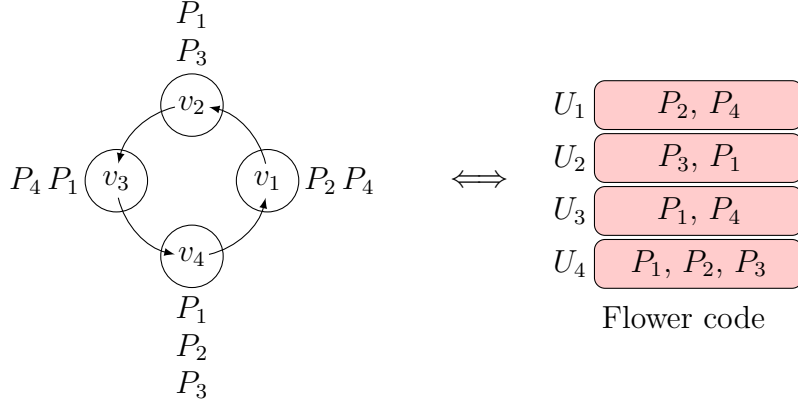 P₁
P₃
v₂
P₄ P₁
v₃
v₁
P₂ P₄
v₄
P₁
P₂
P₃
⟺
U₁ P₂, P₄
U₂ P₃, P₁
U₃ P₁, P₄
U₄ P₁, P₂, P₃
Flower code